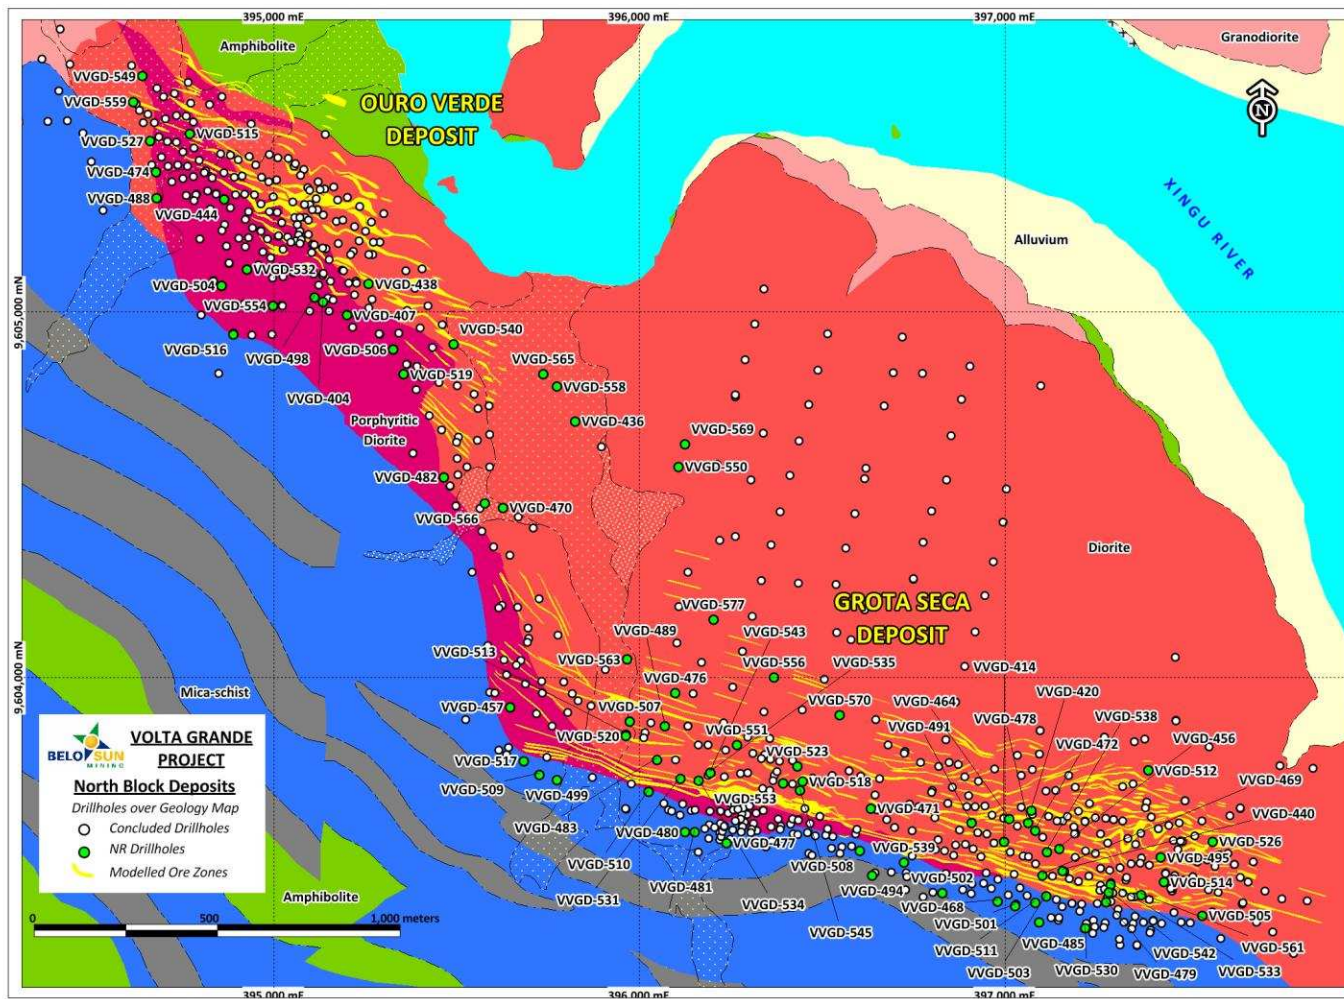 395,000 mE
396,000 mE
397,000 mE
Amphibolite
Granodiorite
VVGD-549
OURO VERDE
DEPOSIT
VVGD-559
N
VVGD-515
VVGD-527
VVGD-474
XINGU RIVER
VVGD-488
VVGD-444
Alluvium
VVGD-532
VVGD-504
VVGD-438
9,605,000 mN
VVGD-554
VVGD-407
VVGD-540
VVGD-516
VVGD-498
VVGD-506
VVGD-565
VVGD-519
VVGD-558
VVGD-404
Porphyritic
Diorite
VVGD-436
VVGD-569
VVGD-550
VVGD-482
VVGD-470
VVGD-566
Diorite
VVGD-577
GROTA SECA
DEPOSIT
VVGD-489
VVGD-543
VVGD-513
VVGD-563
VVGD-556
VVGD-535
VVGD-414
9,604,000 mN
VVGD-476
Mica-schist
VVGD-420
VVGD-457
VVGD-507
VVGD-570
VVGD-464
VVGD-478
VVGD-538
VVGD-491
VVGD-551
VVGD-520
VVGD-472
VVGD-456
VVGD-523
VVGD-517
VVGD-512
VVGD-469
VVGD-518
VVGD-509
VVGD-499
VVGD-553
VVGD-471
VVGD-440
VVGD-483
VVGD-480
VVGD-477
VVGD-539
VVGD-526
VVGD-495
VVGD-510
VVGD-508
VVGD-502
VVGD-514
VVGD-481
VVGD-494
VVGD-531
VVGD-534
VVGD-468
VVGD-505
VVGD-501
VVGD-545
VVGD-485
VVGD-561
VVGD-511
VVGD-542
VVGD-503
VVGD-530
VVGD-479
VVGD-533
Amphibolite
BELO SUN
MINING
VOLTA GRANDE
PROJECT
North Block Deposits
Drillholes over Geology Map
Concluded Drillholes
NR Drillholes
Modelled Ore Zones
0
500
1,000 meters
395,000 mE
396,000 mE
397,000 mE